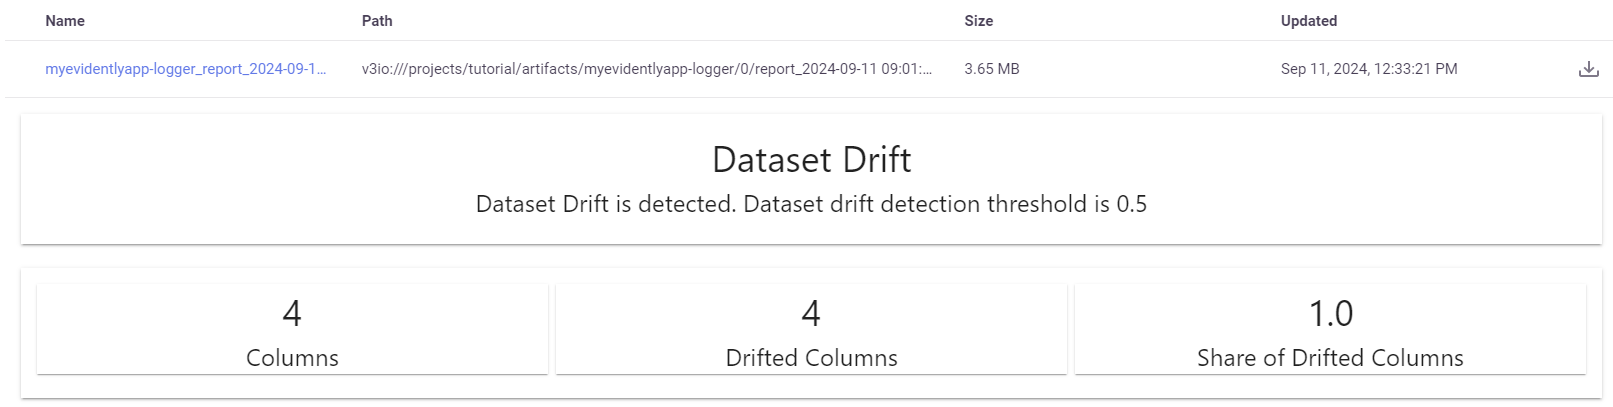 Name Path Size Updated
myevidentlyapp-logger_report_2024-09-1... v3io:///projects/tutorial/artifacts/myevidentlyapp-logger/0/report_2024-09-11 09:01:... 3.65 MB Sep 11, 2024, 12:33:21 PM
Dataset Drift
Dataset Drift is detected. Dataset drift detection threshold is 0.5
4 4 1.0
Columns Drifted Columns Share of Drifted Columns